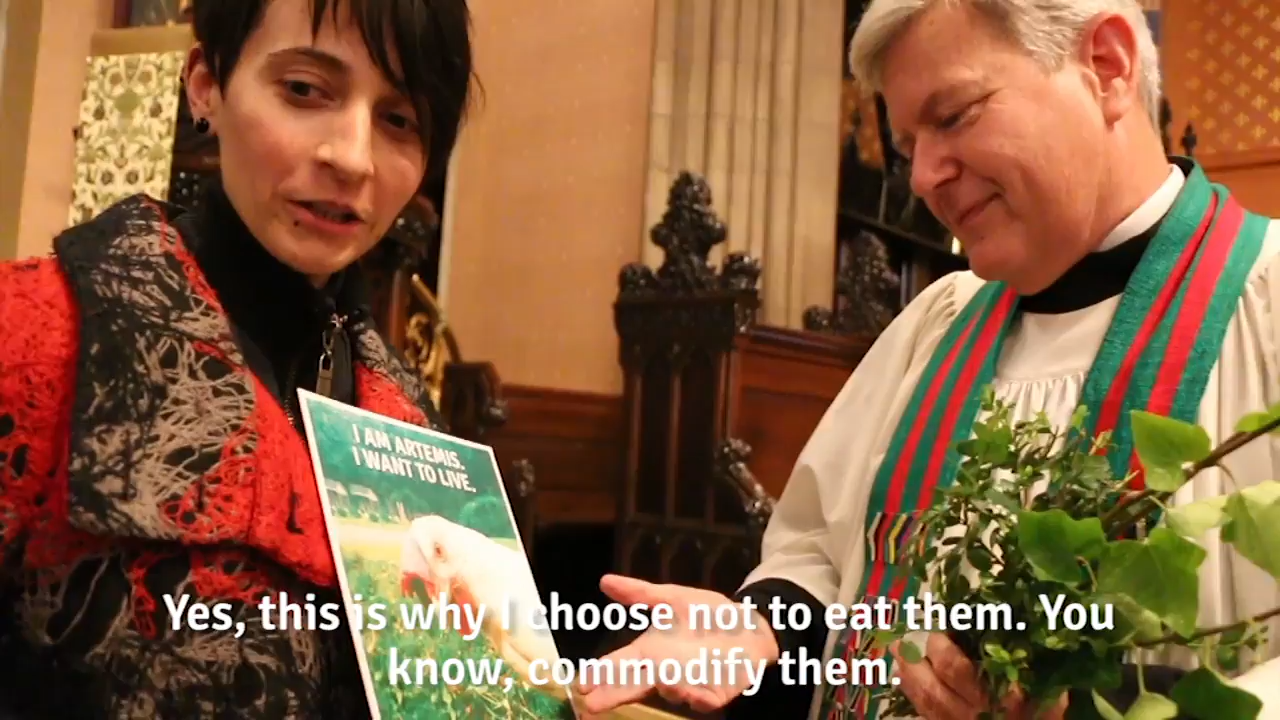 I AM ARTEMIS.
I WANT TO LIVE.
Yes, this is why I choose not to eat them. You
know, commodify them.